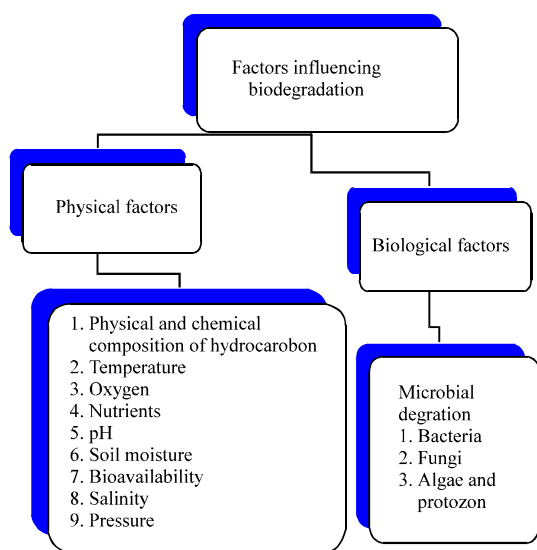 Factors influencing
biodegradation
Physical factors
Biological factors
1. Physical and chemical
composition of hydrocarobon
2. Temperature
3. Oxygen
4. Nutrients
5. pH
6. Soil moisture
7. Bioavailability
8. Salinity
9. Pressure
Microbial
degration
1. Bacteria
2. Fungi
3. Algae and
protozon